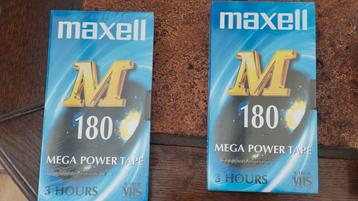 maxell
M
180
MEGA POWER TAPE
3 HOURS
VHS
maxell
M
180
MEGA POWER TAPE
3 HOURS
VHS